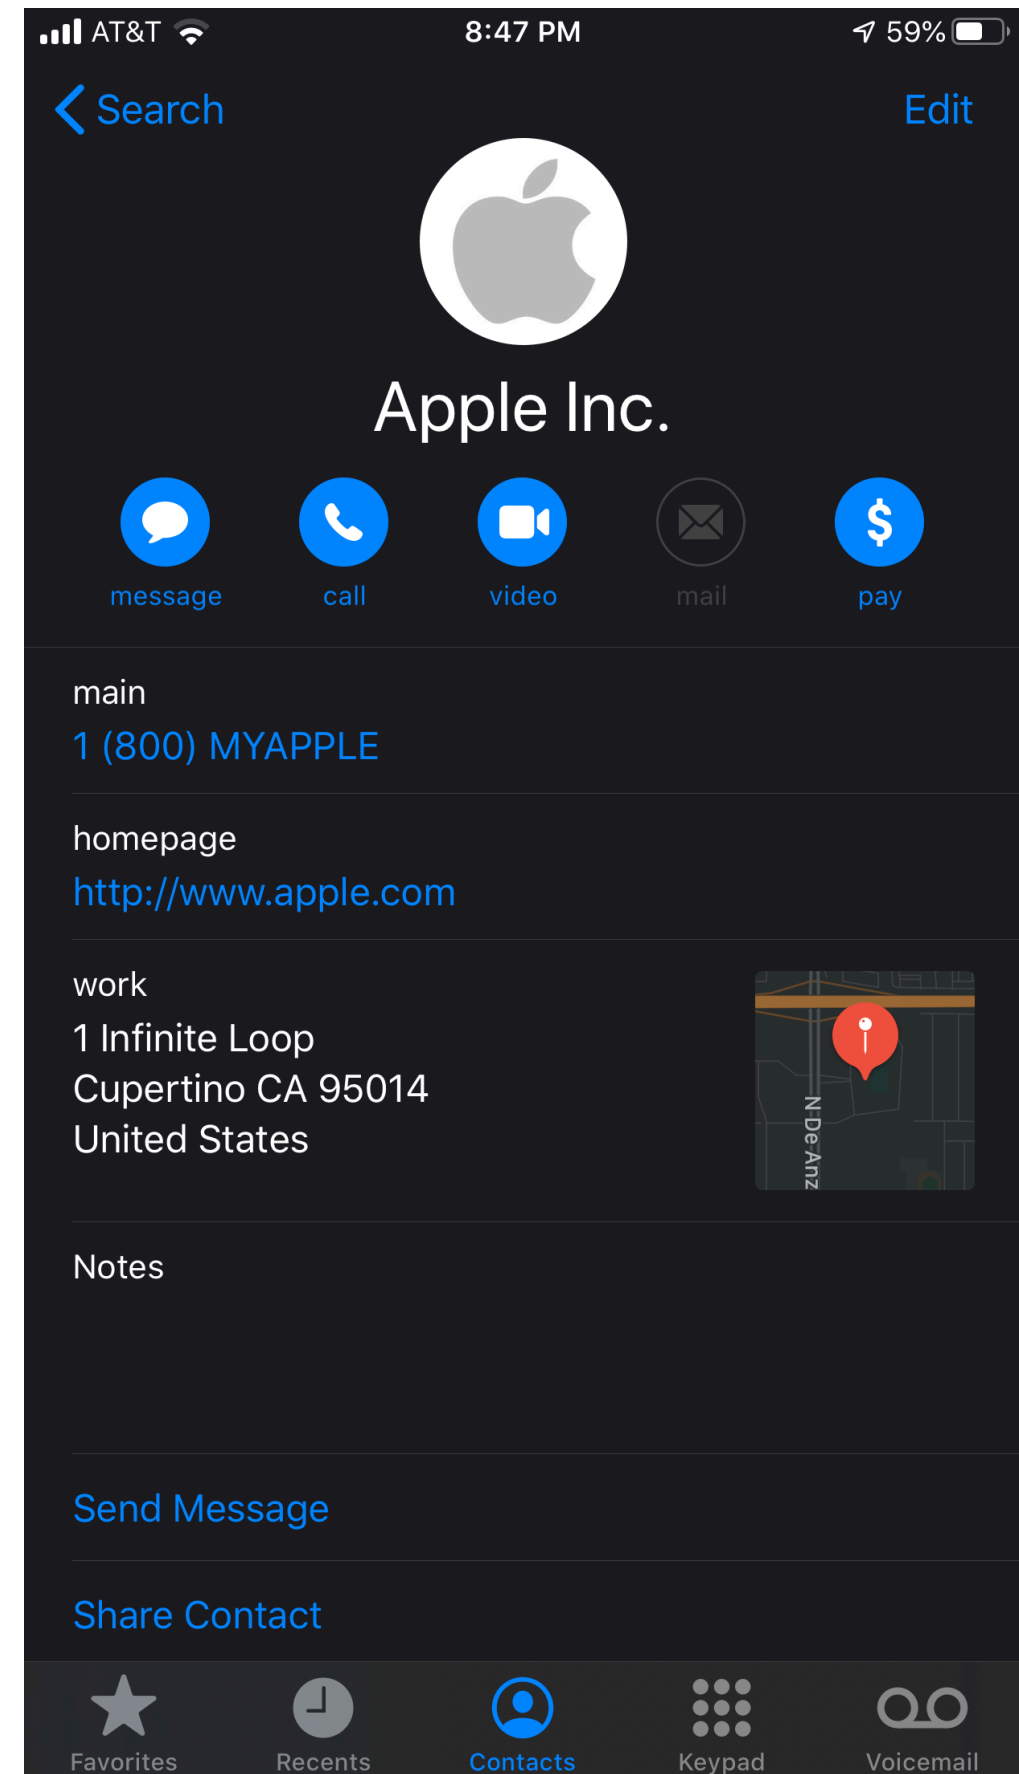 AT&T 8:47 PM 59%
Search Edit
Apple Inc.
message call video mail pay
main
1 (800) MYAPPLE
homepage
http://www.apple.com
work
1 Infinite Loop
Cupertino CA 95014
United States
N De Anz
Notes
Send Message
Share Contact
Favorites Recents Contacts Keypad Voicemail